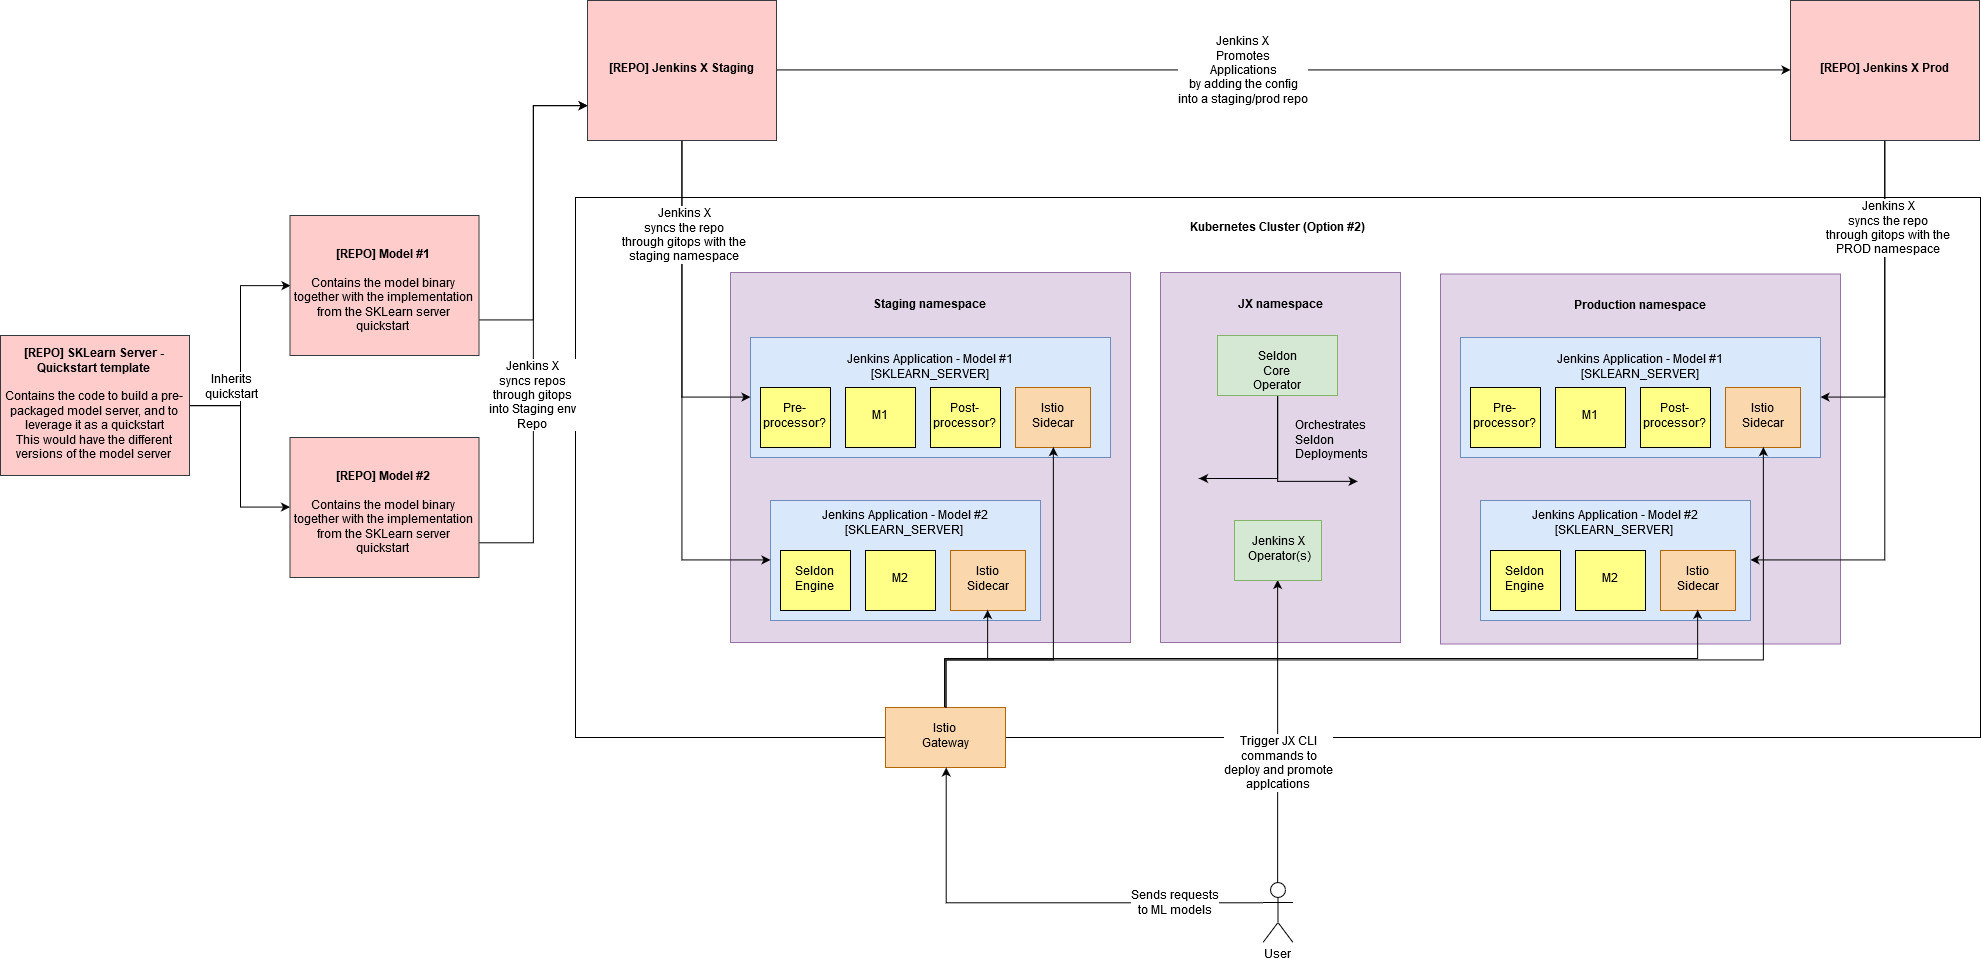 [REPO] Jenkins X Staging
Jenkins X
Promotes
Applications
by adding the config
into a staging/prod repo
[REPO] Jenkins X Prod
[REPO] SKLearn Server -
Quickstart template
Contains the code to build a pre-
packaged model server, and to
leverage it as a quickstart
This would have the different
versions of the model server
Inherits
quickstart
[REPO] Model #1
Contains the model binary
together with the implementation
from the SKLearn server
quickstart
[REPO] Model #2
Contains the model binary
together with the implementation
from the SKLearn server
quickstart
Jenkins X
syncs repos
through gitops
into Staging env
Repo
Jenkins X
syncs the repo
through gitops with the
staging namespace
Kubernetes Cluster (Option #2)
Jenkins X
syncs the repo
through gitops with the
PROD namespace
Staging namespace
Jenkins Application - Model #1
[SKLEARN_SERVER]
Pre-
processor?
M1
Post-
processor?
Istio
Sidecar
Jenkins Application - Model #2
[SKLEARN_SERVER]
Seldon
Engine
M2
Istio
Sidecar
JX namespace
Seldon
Core
Operator
Orchestrates
Seldon
Deployments
Jenkins X
Operator(s)
Production namespace
Jenkins Application - Model #1
[SKLEARN_SERVER]
Pre-
processor?
M1
Post-
processor?
Istio
Sidecar
Jenkins Application - Model #2
[SKLEARN_SERVER]
Seldon
Engine
M2
Istio
Sidecar
Istio
Gateway
Trigger JX CLI
commands to
deploy and promote
applcations
Sends requests
to ML models
User